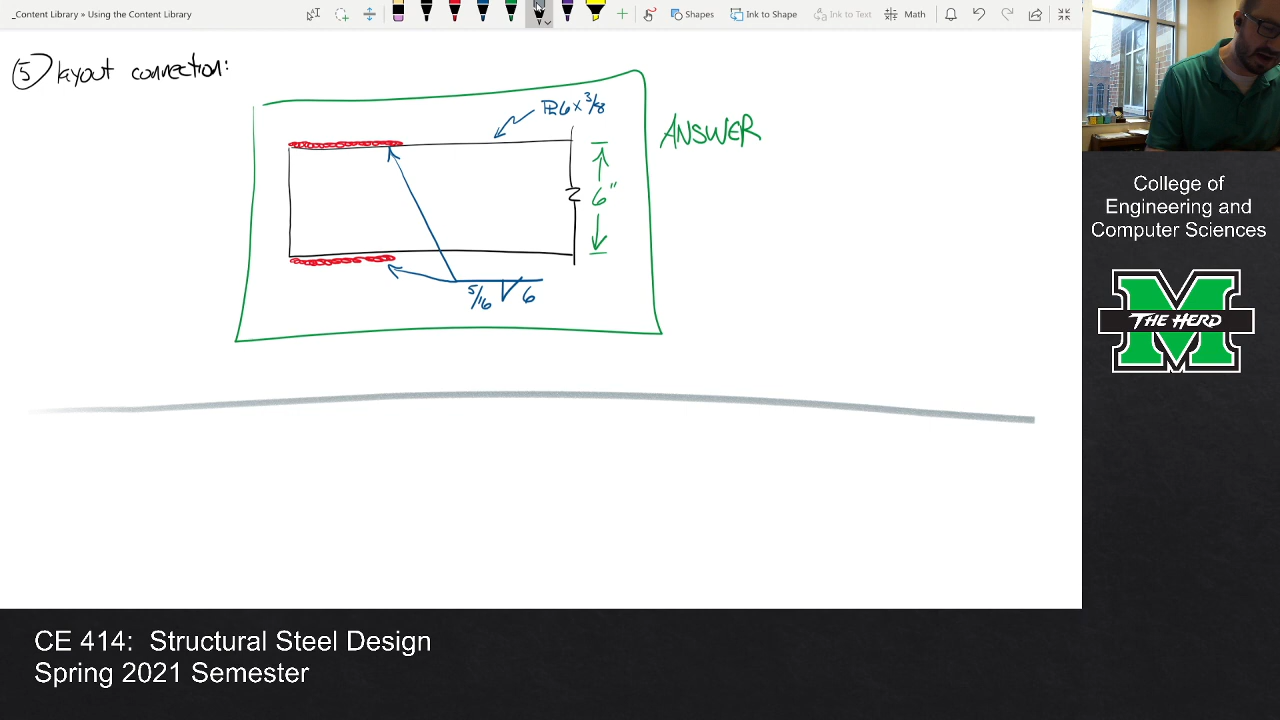 _Content Library » Using the Content Library
Shapes
Ink to Shape
Ink to Text
Math
⑤ layout connection:
PL 6 x 3/8
ANSWER
6"
5/16 6
College of
Engineering and
Computer Sciences
THE HERD
CE 414: Structural Steel Design
Spring 2021 Semester